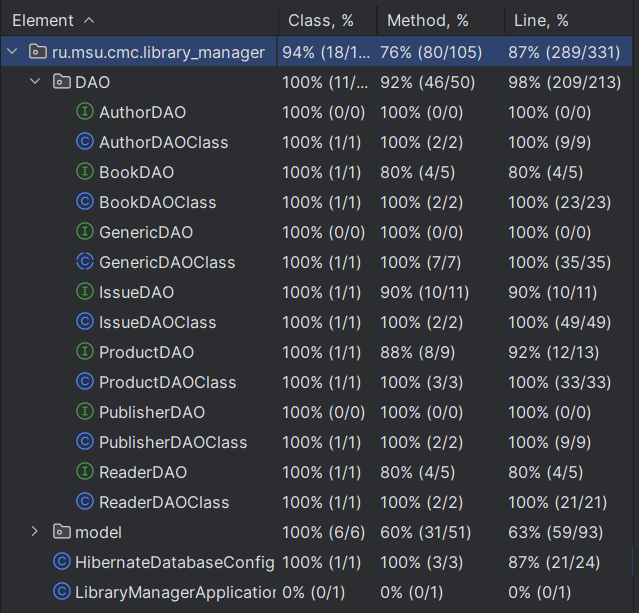 Element Class, % Method, % Line, %
ru.msu.cmc.library_manager 94% (18/1... 76% (80/105) 87% (289/331)
DAO 100% (11/... 92% (46/50) 98% (209/213)
I AuthorDAO 100% (0/0) 100% (0/0) 100% (0/0)
C AuthorDAOClass 100% (1/1) 100% (2/2) 100% (9/9)
I BookDAO 100% (1/1) 80% (4/5) 80% (4/5)
C BookDAOClass 100% (1/1) 100% (2/2) 100% (23/23)
I GenericDAO 100% (0/0) 100% (0/0) 100% (0/0)
C GenericDAOClass 100% (1/1) 100% (7/7) 100% (35/35)
I IssueDAO 100% (1/1) 90% (10/11) 90% (10/11)
C IssueDAOClass 100% (1/1) 100% (2/2) 100% (49/49)
I ProductDAO 100% (1/1) 88% (8/9) 92% (12/13)
C ProductDAOClass 100% (1/1) 100% (3/3) 100% (33/33)
I PublisherDAO 100% (0/0) 100% (0/0) 100% (0/0)
C PublisherDAOClass 100% (1/1) 100% (2/2) 100% (9/9)
I ReaderDAO 100% (1/1) 80% (4/5) 80% (4/5)
C ReaderDAOClass 100% (1/1) 100% (2/2) 100% (21/21)
model 100% (6/6) 60% (31/51) 63% (59/93)
C HibernateDatabaseConfig 100% (1/1) 100% (3/3) 87% (21/24)
C LibraryManagerApplication 0% (0/1) 0% (0/1) 0% (0/1)